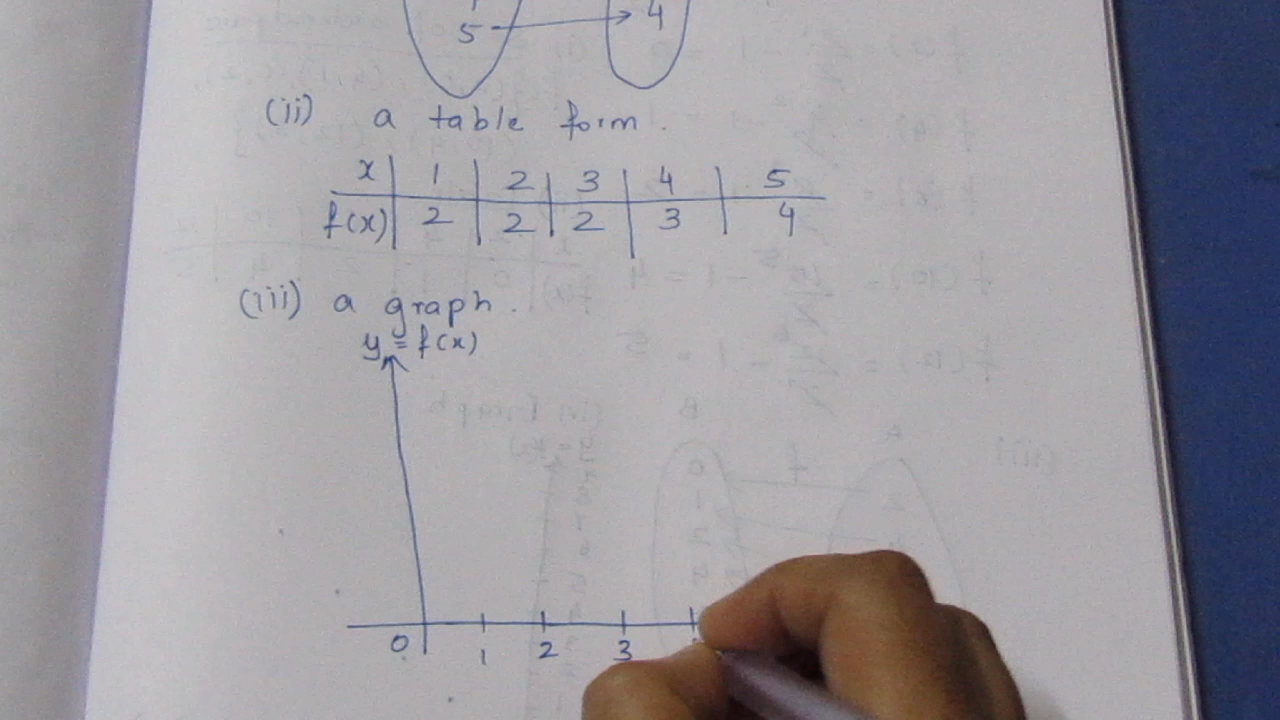 5 → 4
(ii) a table form.
x 1 2 3 4 5
f(x) 2 2 2 3 4
(iii) a graph.
y = f(x)
0 1 2 3